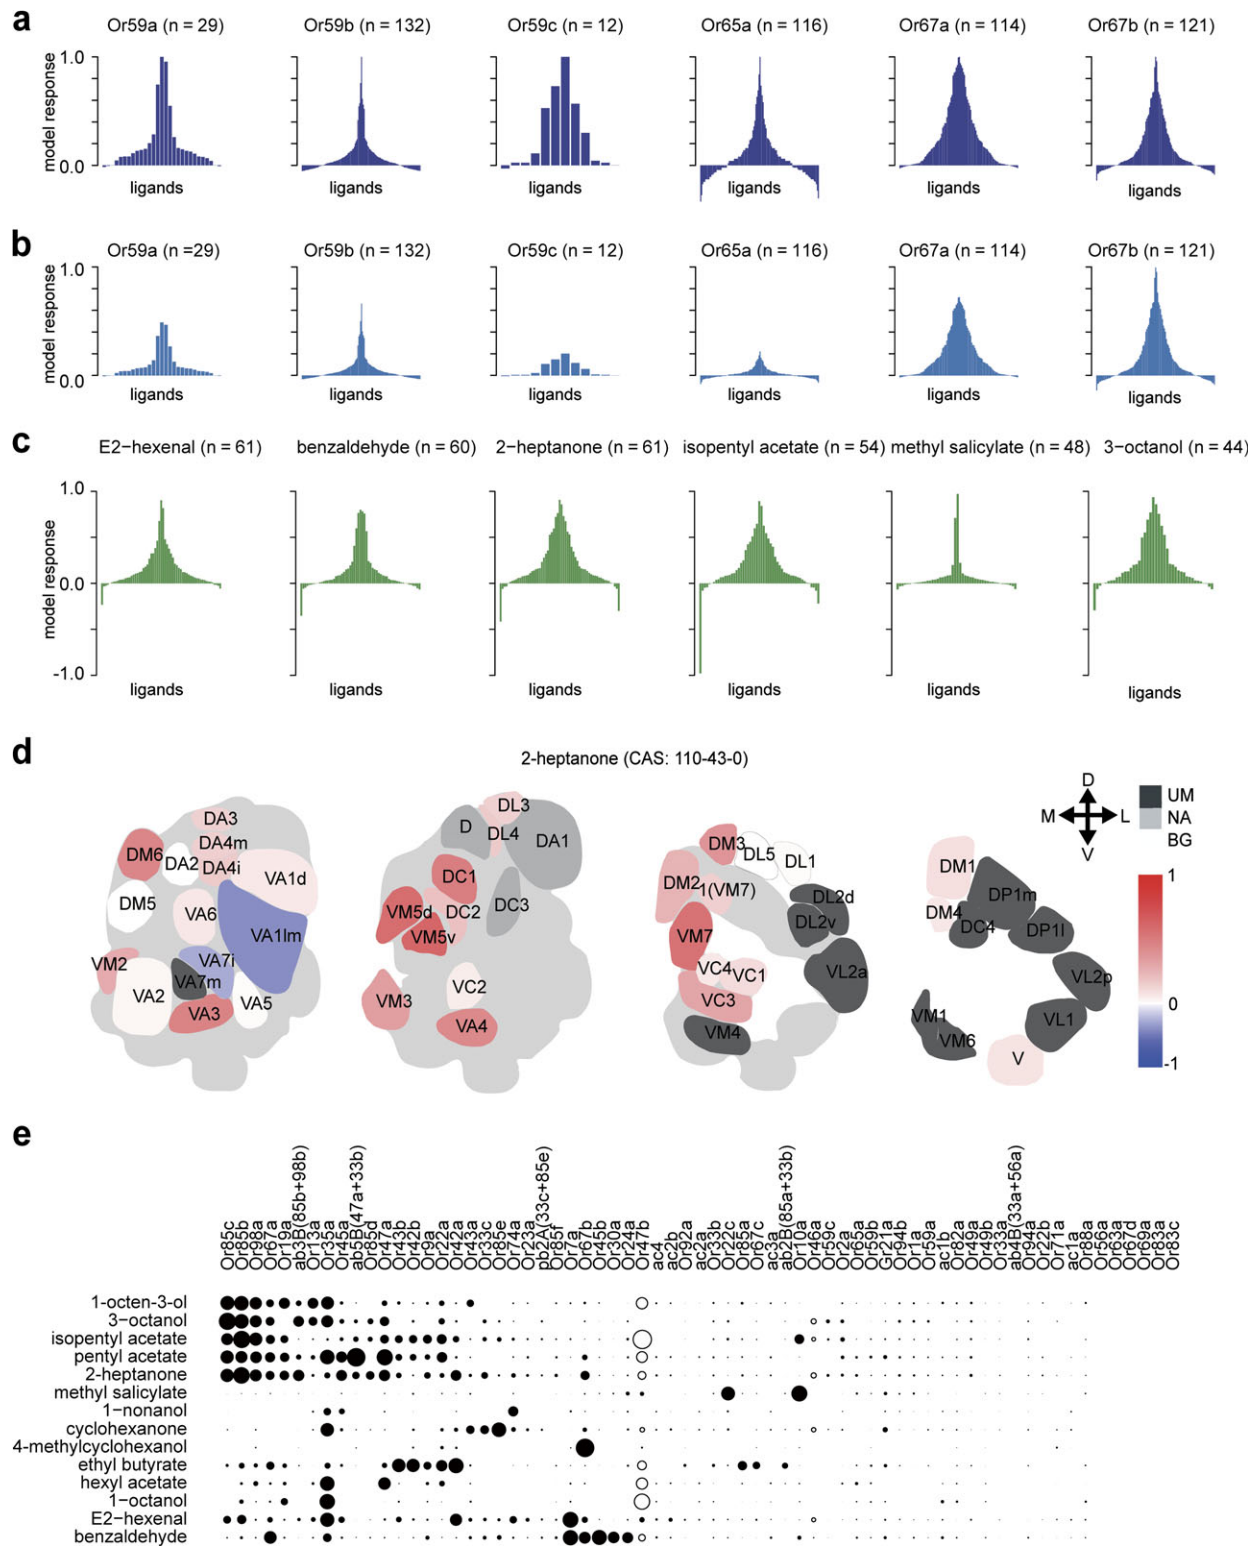 a
Or59a (n = 29) Or59b (n = 132) Or59c (n = 12) Or65a (n = 116) Or67a (n = 114) Or67b (n = 121)
model response
1.0
0.0
ligands ligands ligands ligands ligands ligands
b
Or59a (n =29) Or59b (n = 132) Or59c (n = 12) Or65a (n = 116) Or67a (n = 114) Or67b (n = 121)
model response
1.0
0.0
ligands ligands ligands ligands ligands ligands
c
E2−hexenal (n = 61) benzaldehyde (n = 60) 2−heptanone (n = 61) isopentyl acetate (n = 54) methyl salicylate (n = 48) 3−octanol (n = 44)
model response
1.0
0.0
-1.0
ligands ligands ligands ligands ligands ligands
d
2-heptanone (CAS: 110-43-0)
DA3
DA4m
DM6
DA2
DA4i
VA1d
DM5
VA6
VA1lm
VM2
VA7i
VA7m
VA2
VA3
VA5
DL3
D
DL4
DA1
DC1
VM5d
DC2
DC3
VM5v
VC2
VM3
VA4
DM3
DL5
DL1
DM2
1(VM7)
DL2d
DL2v
VM7
VC4
VC1
VL2a
VC3
VM4
DM1
DP1m
DM4
DC4
DP1l
VL2p
VM1
VL1
VM6
V
D
M L
V
UM
NA
BG
1
0
-1
e
Or85c
Or85b
Or98a
Or67a
Or19a
ab3B(85b+98b)
Or13a
Or35a
Or45a
ab5B(47a+33b)
Or85d
Or47a
Or43b
Or42b
Or9a
Or22a
Or42a
Or43a
Or33c
Or85e
Or74a
Or23a
pb2A(33c+85e)
Or85f
Or7a
Or67b
Or45b
Or30a
Or24a
Or47b
ac4
ac2b
Or92a
ac2a
Or33b
Or22c
Or85a
Or67c
ac3a
ab2B(85a+33b)
Or10a
Or46a
Or59c
Or2a
Or65a
Or59b
Gr21a
Or94b
Or1a
Or59a
ac1b
Or82a
Or49a
Or49b
Or33a
ab4B(33a+56a)
Or94a
Or22b
Or71a
ac1a
Or88a
Or56a
Or63a
Or67d
Or69a
Or83a
Or83c
1-octen-3-ol
3-octanol
isopentyl acetate
pentyl acetate
2-heptanone
methyl salicylate
1-nonanol
cyclohexanone
4-methylcyclohexanol
ethyl butyrate
hexyl acetate
1−octanol
E2-hexenal
benzaldehyde